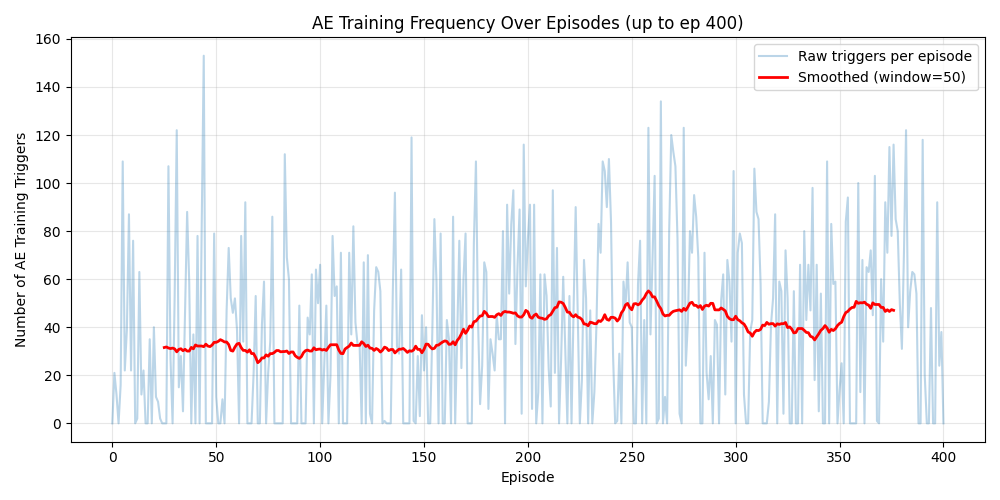 AE Training Frequency Over Episodes (up to ep 400)
Raw triggers per episode
Smoothed (window=50)
Number of AE Training Triggers
160
140
120
100
80
60
40
20
0
0 50 100 150 200 250 300 350 400
Episode